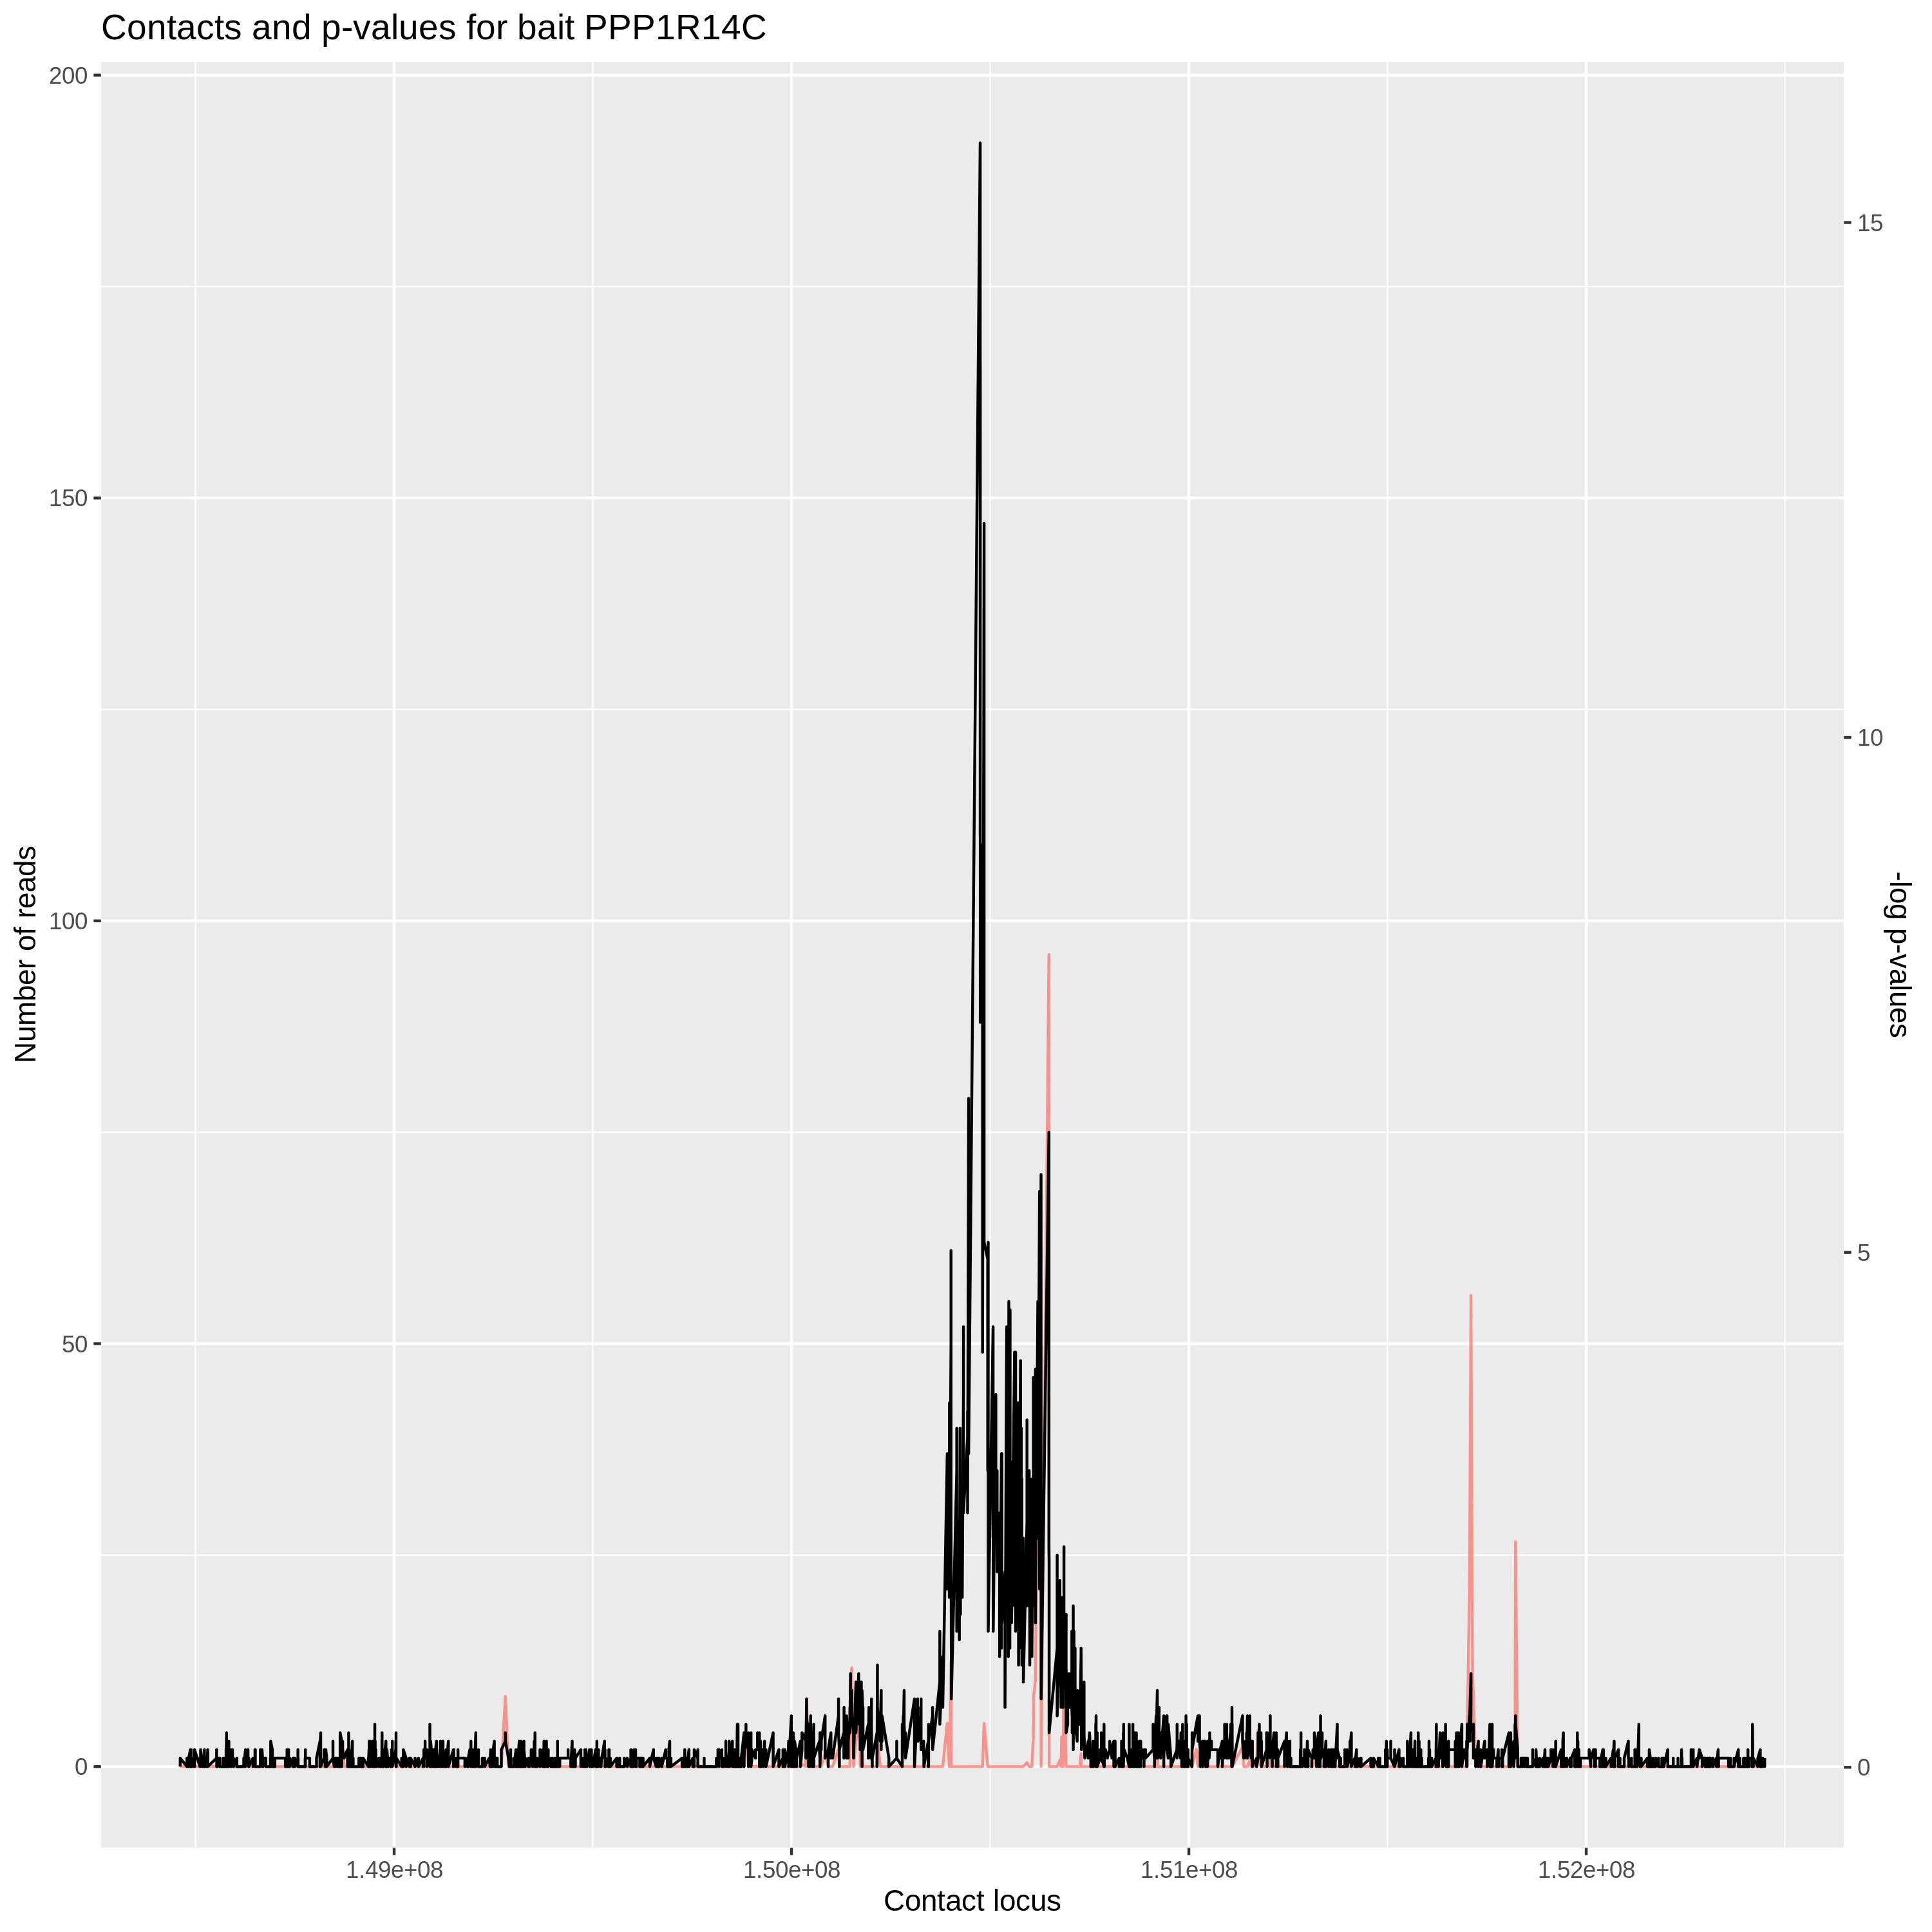 Contacts and p-values for bait PPP1R14C
200
150
100
50
0
Number of reads
15
10
5
0
-log p-values
1.49e+08
1.50e+08
1.51e+08
1.52e+08
Contact locus